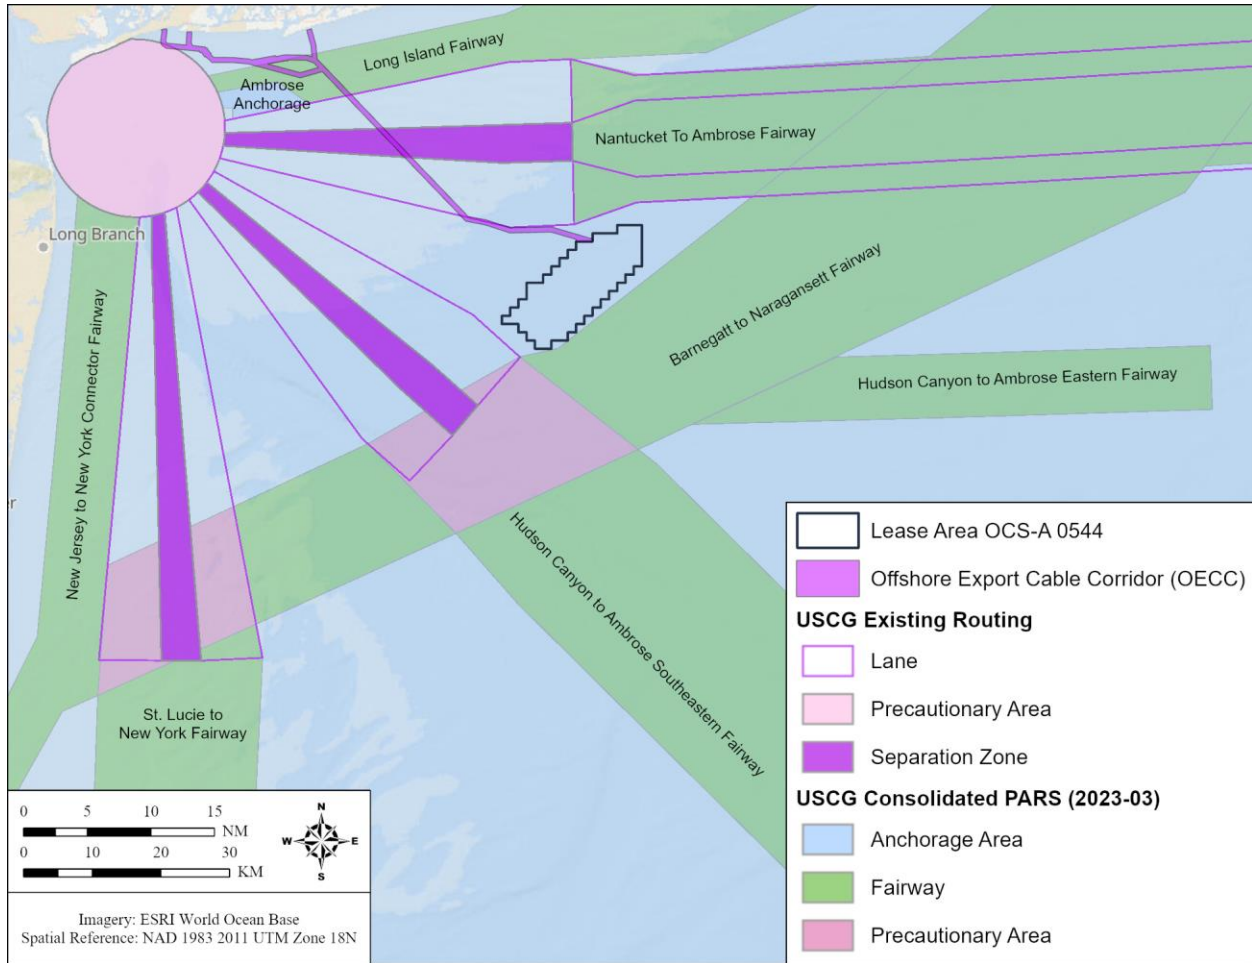 Long Island Fairway
Ambrose
Anchorage
Nantucket To Ambrose Fairway
Long Branch
Barnegatt to Naragansett Fairway
New Jersey to New York Connector Fairway
Hudson Canyon to Ambrose Eastern Fairway
er
Hudson Canyon to Ambrose Southeastern Fairway
St. Lucie to
New York Fairway
Lease Area OCS-A 0544
Offshore Export Cable Corridor (OECC)
USCG Existing Routing
Lane
Precautionary Area
Separation Zone
USCG Consolidated PARS (2023-03)
Anchorage Area
Fairway
Precautionary Area
0 5 10 15
NM
0 10 20 30
KM
N
W E
S
Imagery: ESRI World Ocean Base
Spatial Reference: NAD 1983 2011 UTM Zone 18N